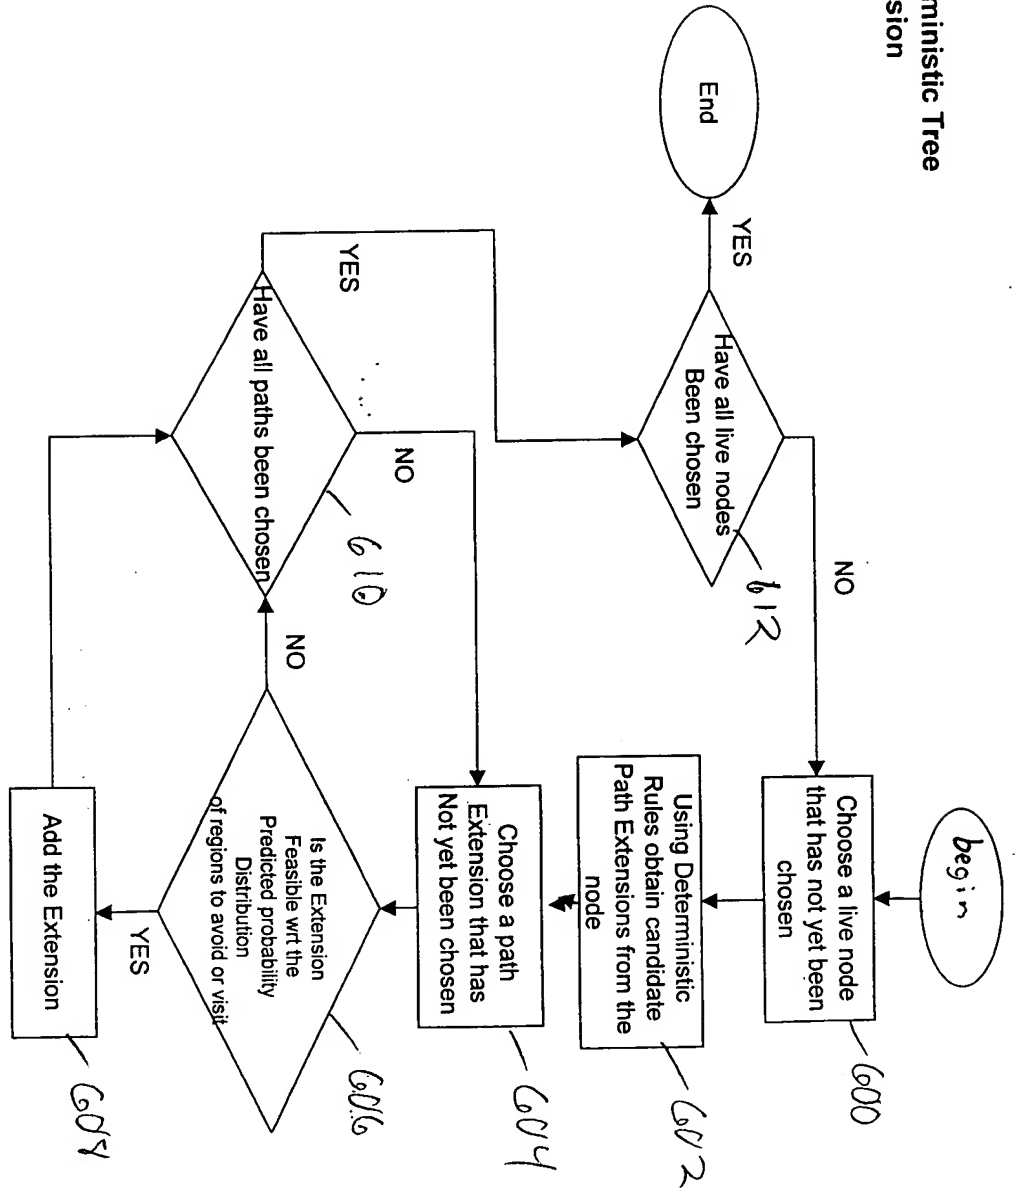 ministic Tree
sion
begin
Choose a live node
that has not yet been
chosen
600
Using Deterministic
Rules obtain candidate
Path Extensions from the
node
602
Choose a path
Extension that has
Not yet been chosen
604
Is the Extension
Feasible wrt the
Predicted probability
Distribution
of regions to avoid or visit
606
YES
NO
Add the Extension
608
Have all paths been chosen
610
NO
YES
Have all live nodes
Been chosen
612
NO
YES
End